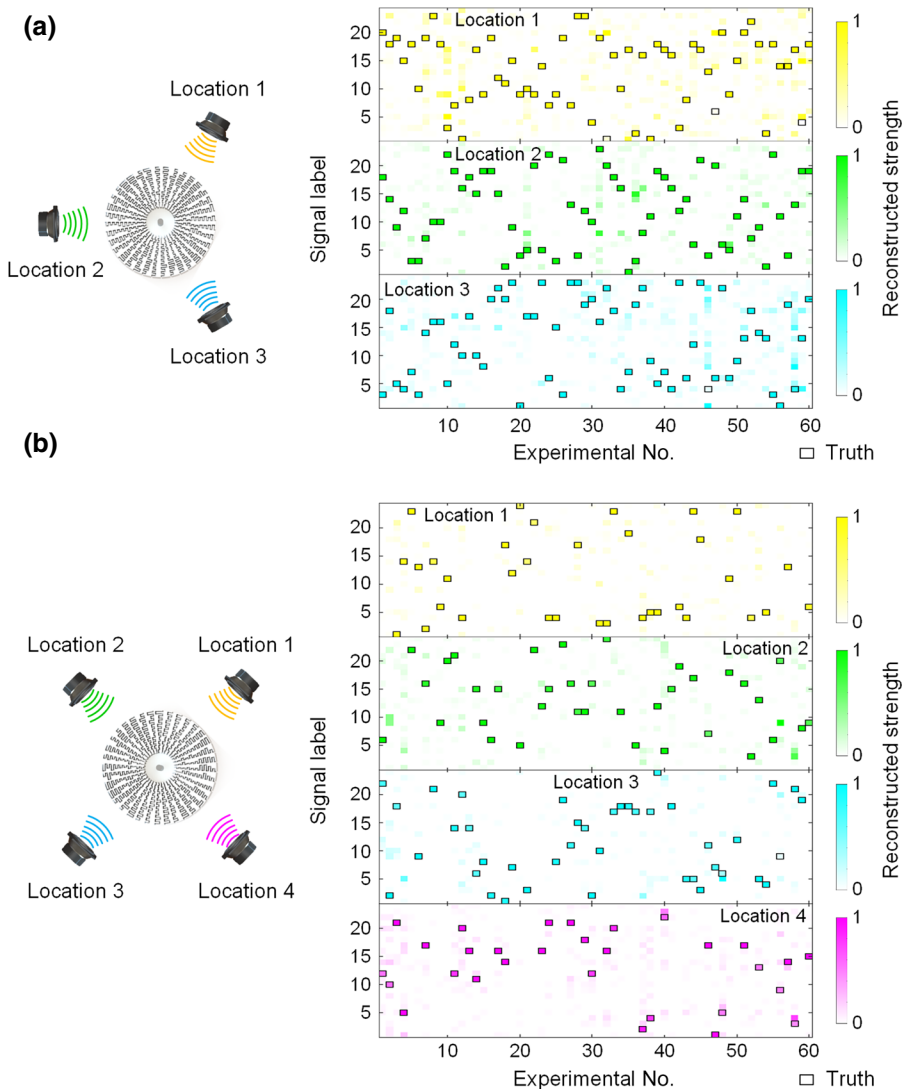 (a)
Location 1
Location 2
Location 3
Signal label
20
15
10
5
Location 1
20
15
10
5
Location 2
20
15
10
5
Location 3
10
20
30
40
50
60
Experimental No.
Truth
1
0
1
0
1
0
Reconstructed strength
(b)
Location 2
Location 1
Location 3
Location 4
Signal label
20
15
10
5
Location 1
20
15
10
5
Location 2
20
15
10
5
Location 3
20
15
10
5
Location 4
10
20
30
40
50
60
Experimental No.
Truth
1
0
1
0
1
0
1
0
Reconstructed strength